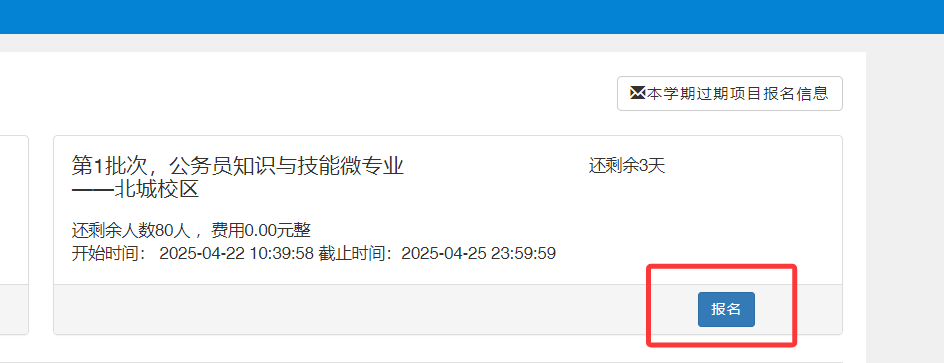 本学期过期项目报名信息
第1批次，公务员知识与技能微专业
——北城校区
还剩余3天
还剩余人数80人 ，费用0.00元整
开始时间： 2025-04-22 10:39:58 截止时间：2025-04-25 23:59:59
报名